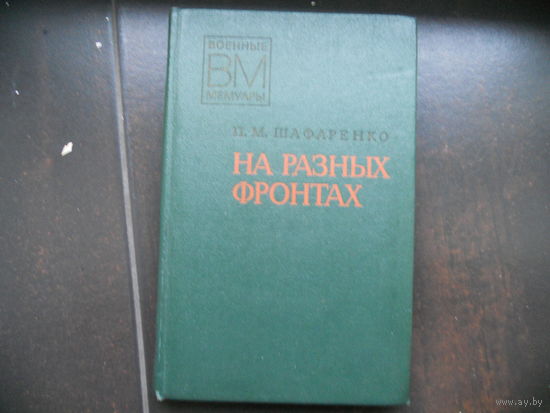 ВОЕННЫЕ
ВМ
МЕМУАРЫ
П. М. ШАФАРЕНКО
НА РАЗНЫХ
ФРОНТАХ
www.ay.by